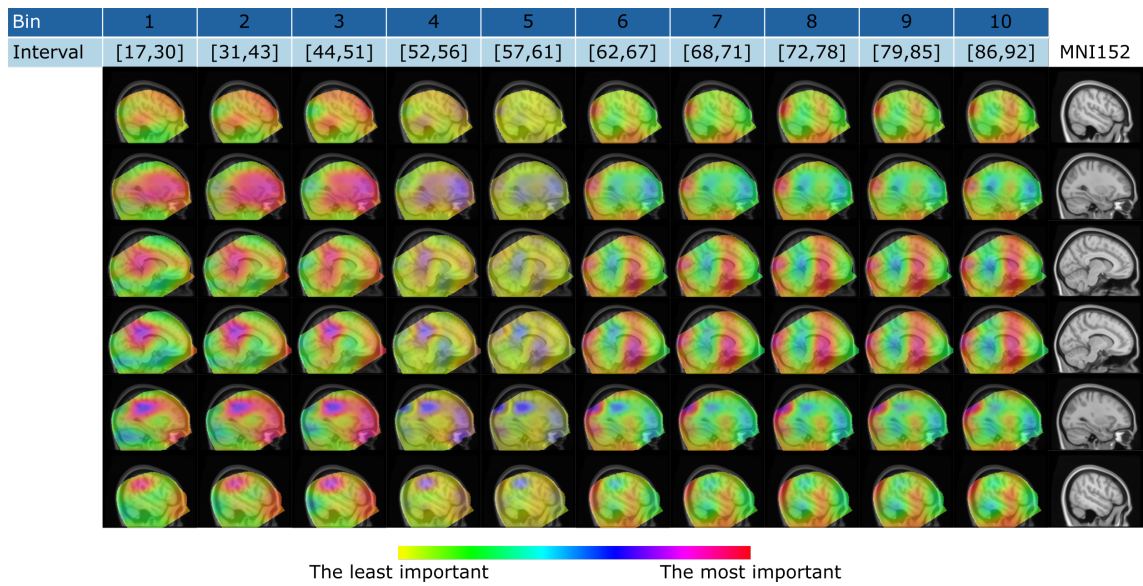 Bin 1 2 3 4 5 6 7 8 9 10
Interval [17,30] [31,43] [44,51] [52,56] [57,61] [62,67] [68,71] [72,78] [79,85] [86,92] MNI152
The least important The most important